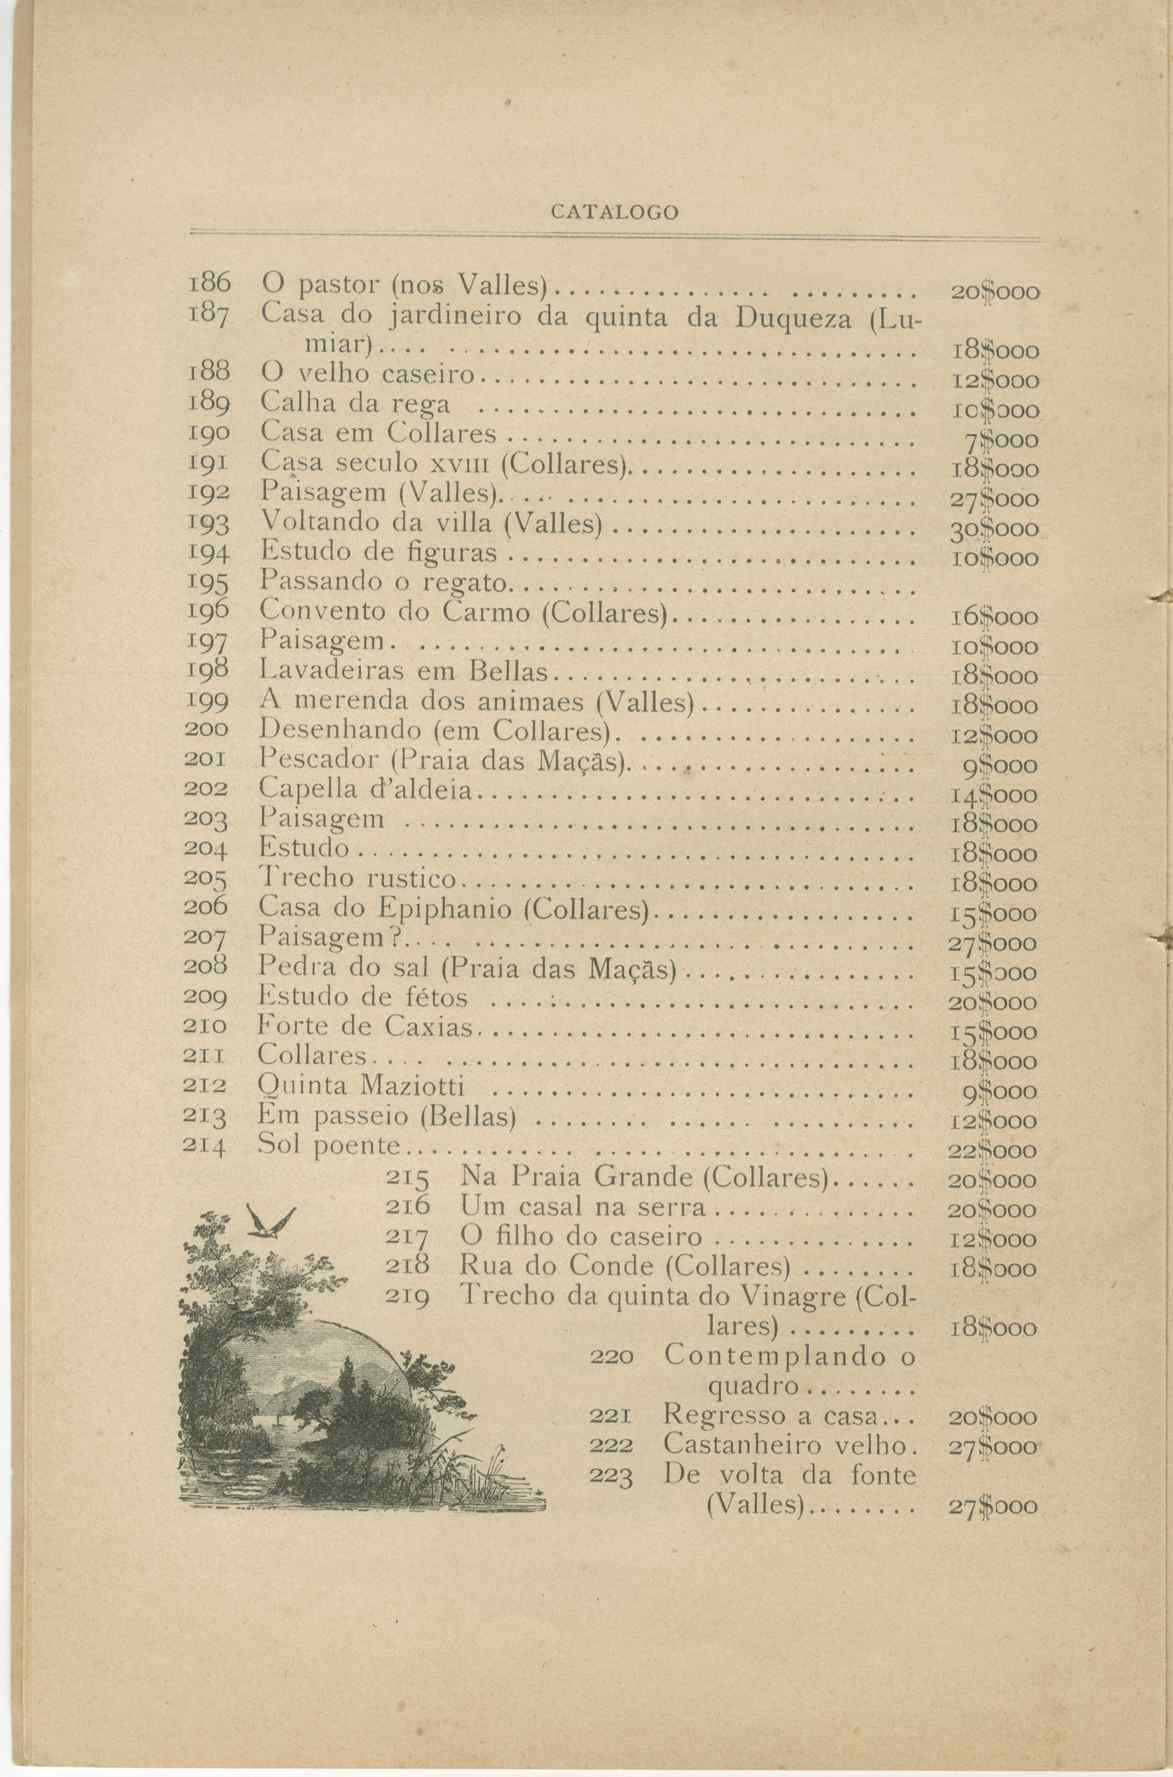 CATALOGO
186 O pastor (nos Valles)............... ......... 20$000
187 Casa do jardineiro da quinta da Duqueza (Lu-
miar).... ............................... 18$000
188 O velho caseiro.............................. 12$000
189 Calha da rega .............................. 10$000
190 Casa em Collares ............................ 7$000
191 Casa seculo XVIII (Collares).................... 18$000
192 Paisagem (Valles).... ........................ 27$000
193 Voltando da villa (Valles) ..................... 30$000
194 Estudo de figuras ............................ 10$000
195 Passando o regato............................
196 Convento do Carmo (Collares)................. 16$000
197 Paisagem. .................................. 10$000
198 Lavadeiras em Bellas......................... 18$000
199 A merenda dos animaes (Valles)............... 18$000
200 Desenhando (em Collares). ................... 12$000
201 Pescador (Praia das Maçãs).................... 9$000
202 Capella d'aldeia.............................. 14$000
203 Paisagem ................................... 18$000
204 Estudo...................................... 18$000
205 Trecho rustico............................... 18$000
206 Casa do Epiphanio (Collares).................. 15$000
207 Paisagem?.... .............................. 27$000
208 Pedra do sal (Praia das Maçãs)................ 15$000
209 Estudo de fétos ............................. 20$000
210 Forte de Caxias.............................. 15$000
211 Collares.... ................................ 18$000
212 Quinta Maziotti ............................. 9$000
213 Em passeio (Bellas) ........ ...... .......... 12$000
214 Sol poente............ ...... ................ 22$000
215 Na Praia Grande (Collares)...... 20$000
216 Um casal na serra.............. 20$000
217 O filho do caseiro .............. 12$000
218 Rua do Conde (Collares) ........ 18$000
219 Trecho da quinta do Vinagre (Col-
lares) ......... 18$000
220 Contemplando o
quadro........
221 Regresso a casa... 20$000
222 Castanheiro velho. 27$000
223 De volta da fonte
(Valles)........ 27$000